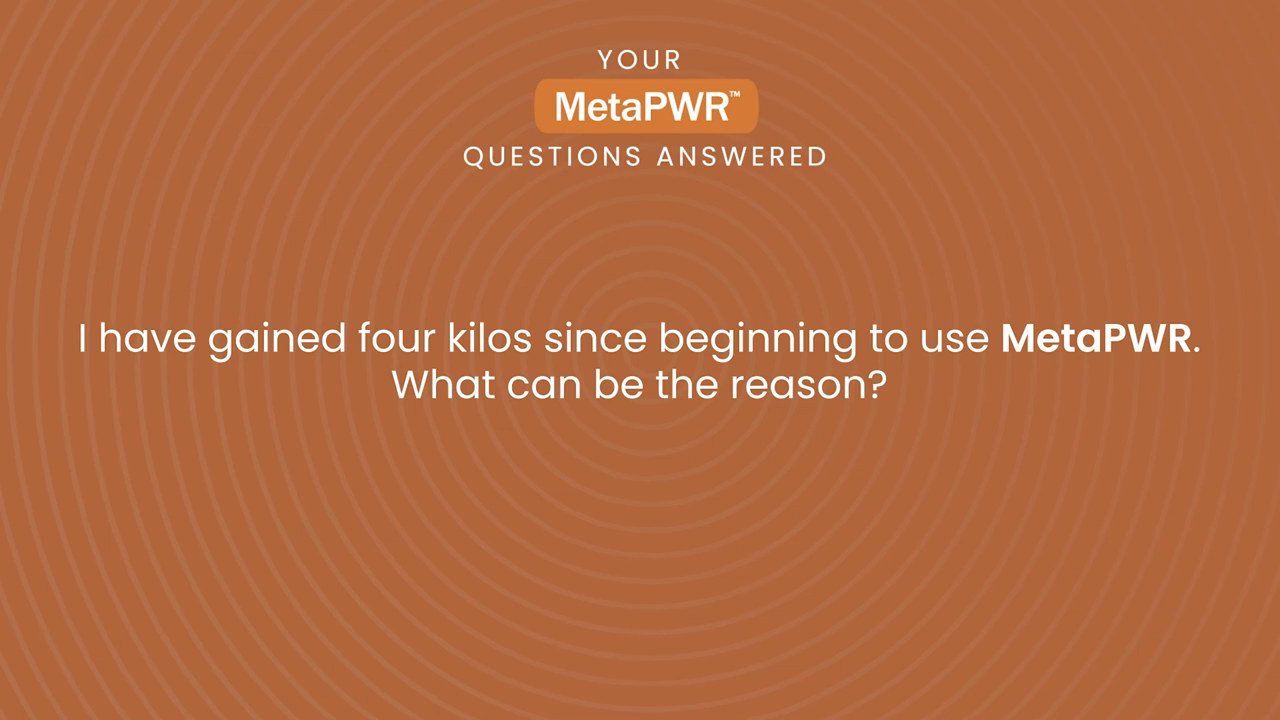 YOUR
MetaPWR™
QUESTIONS ANSWERED
I have gained four kilos since beginning to use MetaPWR.
What can be the reason?